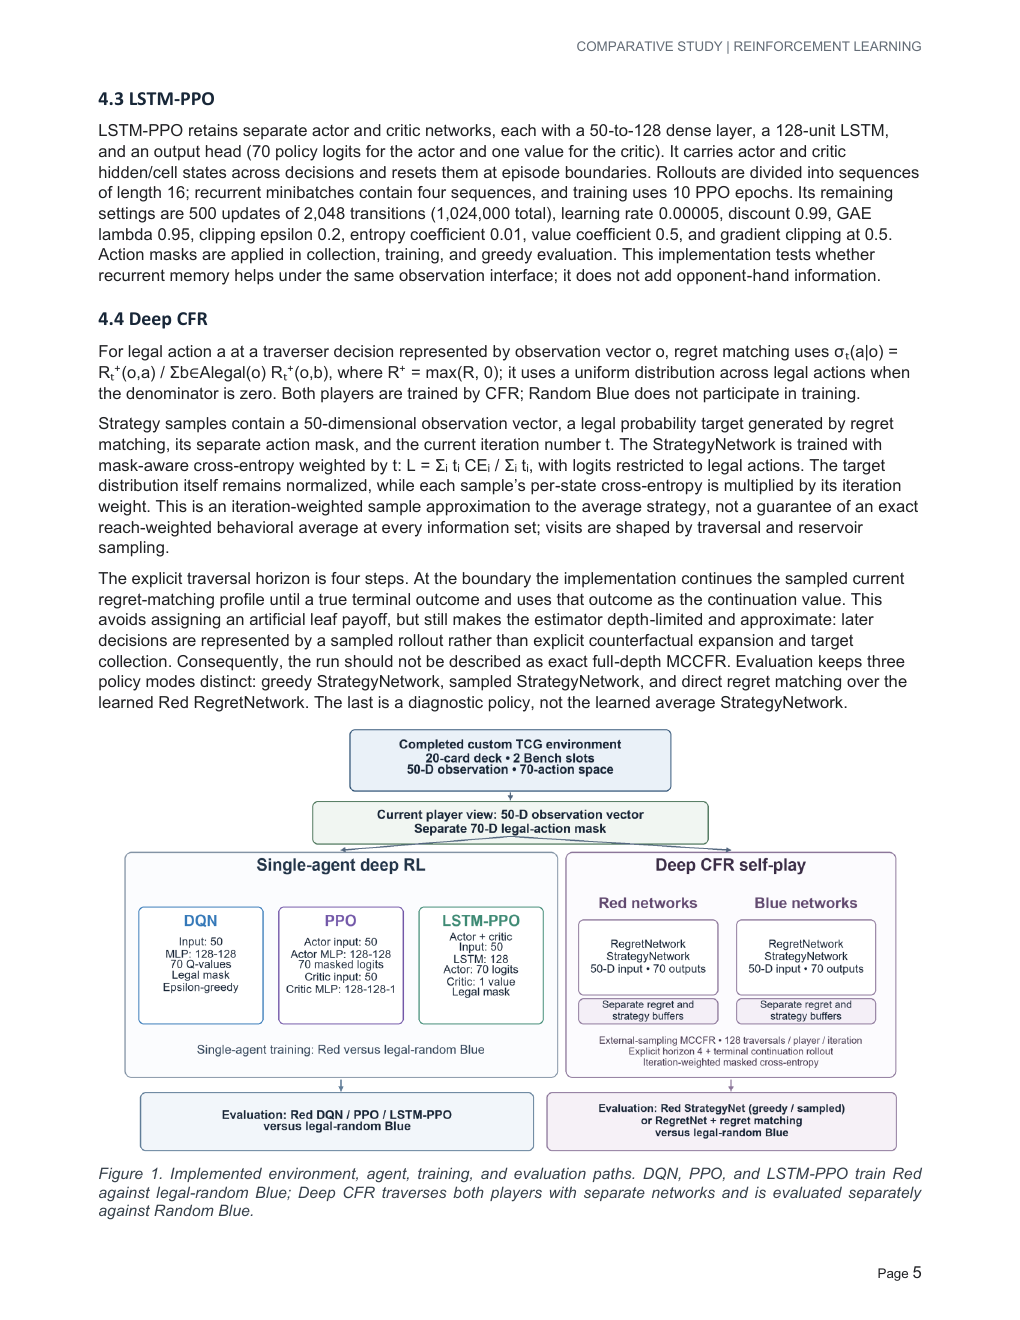 COMPARATIVE STUDY | REINFORCEMENT LEARNING
4.3 LSTM-PPO
LSTM-PPO retains separate actor and critic networks, each with a 50-to-128 dense layer, a 128-unit LSTM,
and an output head (70 policy logits for the actor and one value for the critic). It carries actor and critic
hidden/cell states across decisions and resets them at episode boundaries. Rollouts are divided into sequences
of length 16; recurrent minibatches contain four sequences, and training uses 10 PPO epochs. Its remaining
settings are 500 updates of 2,048 transitions (1,024,000 total), learning rate 0.00005, discount 0.99, GAE
lambda 0.95, clipping epsilon 0.2, entropy coefficient 0.01, value coefficient 0.5, and gradient clipping at 0.5.
Action masks are applied in collection, training, and greedy evaluation. This implementation tests whether
recurrent memory helps under the same observation interface; it does not add opponent-hand information.
4.4 Deep CFR
For legal action a at a traverser decision represented by observation vector o, regret matching uses σₜ(a|o) =
Rₜ⁺(o,a) / Σb∈Alegal(o) Rₜ⁺(o,b), where R⁺ = max(R, 0); it uses a uniform distribution across legal actions when
the denominator is zero. Both players are trained by CFR; Random Blue does not participate in training.
Strategy samples contain a 50-dimensional observation vector, a legal probability target generated by regret
matching, its separate action mask, and the current iteration number t. The StrategyNetwork is trained with
mask-aware cross-entropy weighted by t: L = Σᵢ tᵢ CEᵢ / Σᵢ tᵢ, with logits restricted to legal actions. The target
distribution itself remains normalized, while each sample’s per-state cross-entropy is multiplied by its iteration
weight. This is an iteration-weighted sample approximation to the average strategy, not a guarantee of an exact
reach-weighted behavioral average at every information set; visits are shaped by traversal and reservoir
sampling.
The explicit traversal horizon is four steps. At the boundary the implementation continues the sampled current
regret-matching profile until a true terminal outcome and uses that outcome as the continuation value. This
avoids assigning an artificial leaf payoff, but still makes the estimator depth-limited and approximate: later
decisions are represented by a sampled rollout rather than explicit counterfactual expansion and target
collection. Consequently, the run should not be described as exact full-depth MCCFR. Evaluation keeps three
policy modes distinct: greedy StrategyNetwork, sampled StrategyNetwork, and direct regret matching over the
learned Red RegretNetwork. The last is a diagnostic policy, not the learned average StrategyNetwork.
Completed custom TCG environment
20-card deck • 2 Bench slots
50-D observation • 70-action space
Current player view: 50-D observation vector
Separate 70-D legal-action mask
Single-agent deep RL
DQN
Input: 50
MLP: 128-128
70 Q-values
Legal mask
Epsilon-greedy
PPO
Actor input: 50
Actor MLP: 128-128
70 masked logits
Critic input: 50
Critic MLP: 128-128-1
LSTM-PPO
Actor + critic
Input: 50
LSTM: 128
Actor: 70 logits
Critic: 1 value
Legal mask
Single-agent training: Red versus legal-random Blue
Deep CFR self-play
Red networks
RegretNetwork
StrategyNetwork
50-D input • 70 outputs
Separate regret and
strategy buffers
Blue networks
RegretNetwork
StrategyNetwork
50-D input • 70 outputs
Separate regret and
strategy buffers
External-sampling MCCFR • 128 traversals / player / iteration
Explicit horizon 4 + terminal continuation rollout
Iteration-weighted masked cross-entropy
Evaluation: Red DQN / PPO / LSTM-PPO
versus legal-random Blue
Evaluation: Red StrategyNet (greedy / sampled)
or RegretNet + regret matching
versus legal-random Blue
Figure 1. Implemented environment, agent, training, and evaluation paths. DQN, PPO, and LSTM-PPO train Red
against legal-random Blue; Deep CFR traverses both players with separate networks and is evaluated separately
against Random Blue.
Page 5